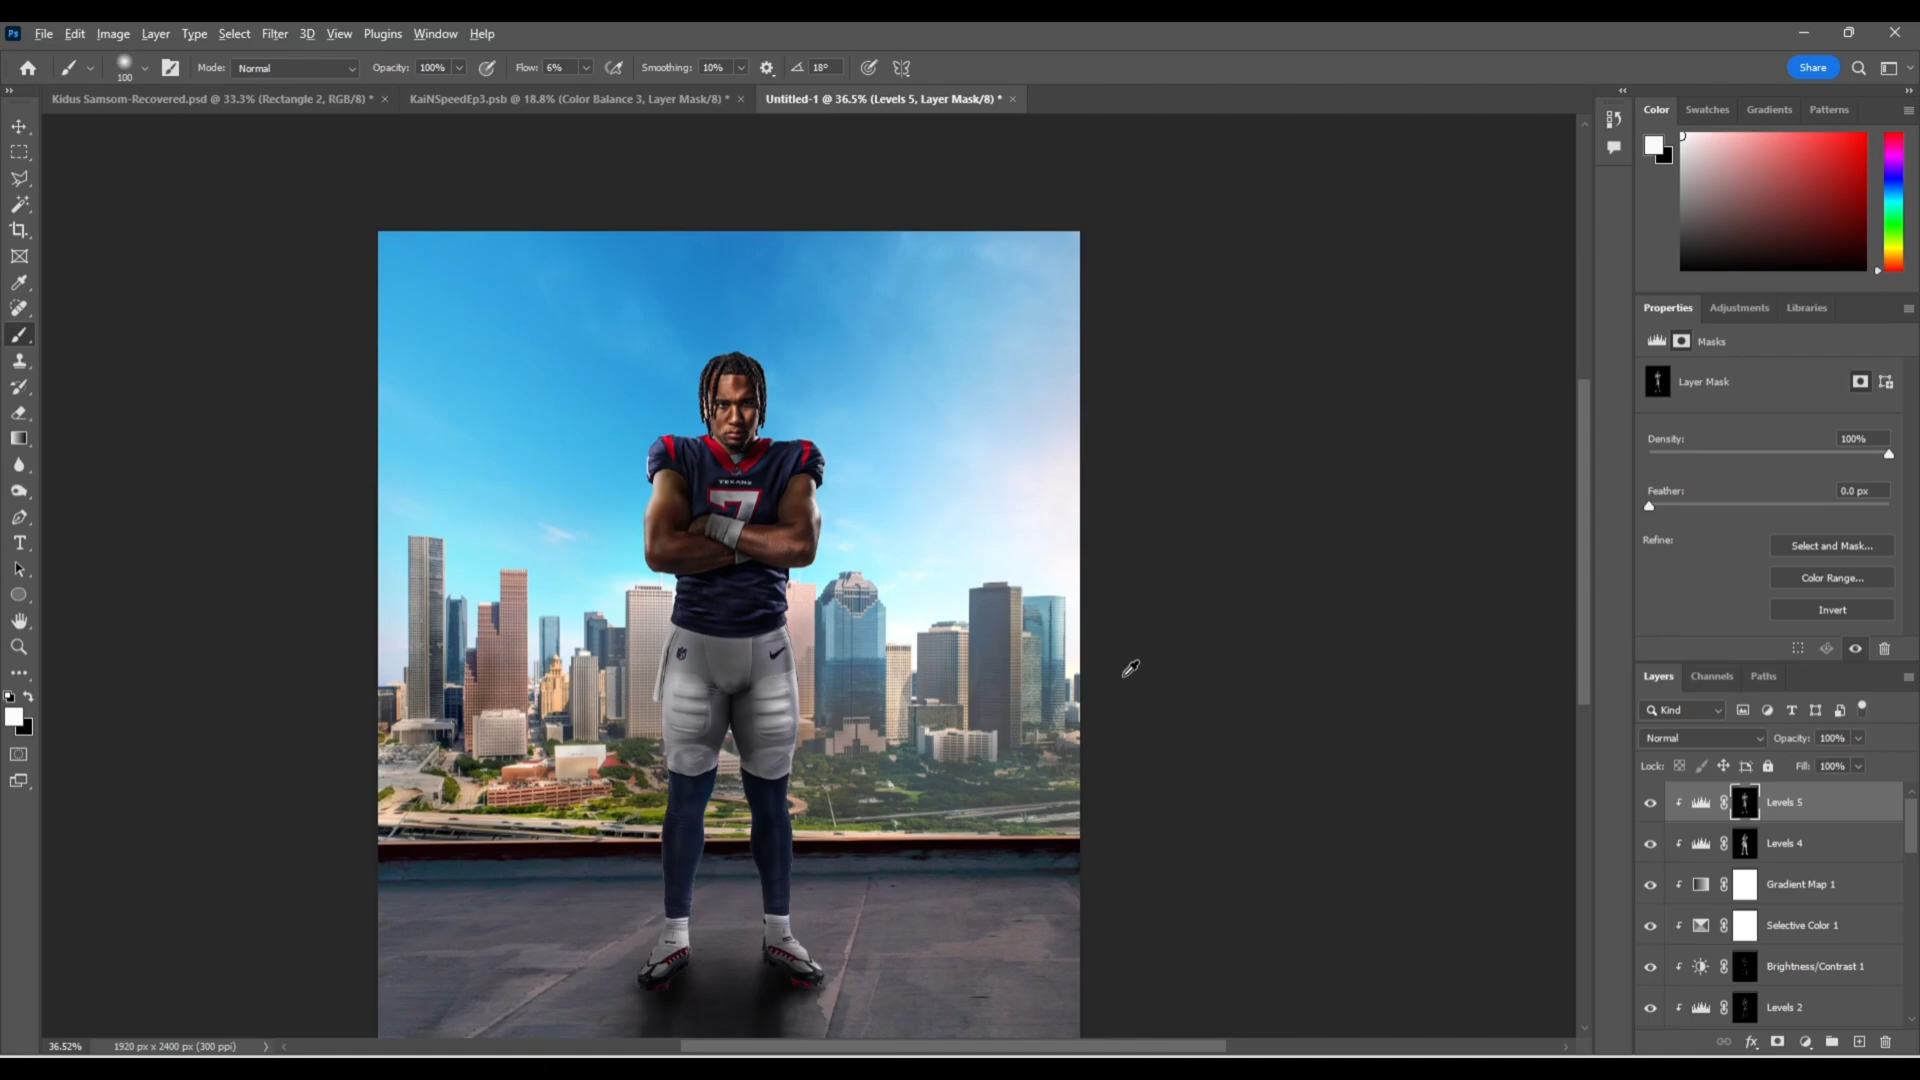 Ps File Edit Image Layer Type Select Filter 3D View Plugins Window Help
100 Mode: Normal Opacity: 100% Flow: 6% Smoothing: 10% 18° Share
Kidus Samsom-Recovered.psd @ 33.3% (Rectangle 2, RGB/8) * × KaiNSpeedEp3.psb @ 18.8% (Color Balance 3, Layer Mask/8) * × Untitled-1 @ 36.5% (Levels 5, Layer Mask/8) * ×
Color Swatches Gradients Patterns
Properties Adjustments Libraries
Masks
Layer Mask
Density: 100%
Feather: 0.0 px
Refine: Select and Mask...
Color Range...
Invert
Layers Channels Paths
Kind
Normal Opacity: 100%
Lock: Fill: 100%
Levels 5
Levels 4
Gradient Map 1
Selective Color 1
Brightness/Contrast 1
Levels 2
fx
TEXANS
7
NFL
36.52% 1920 px x 2400 px (300 ppi)